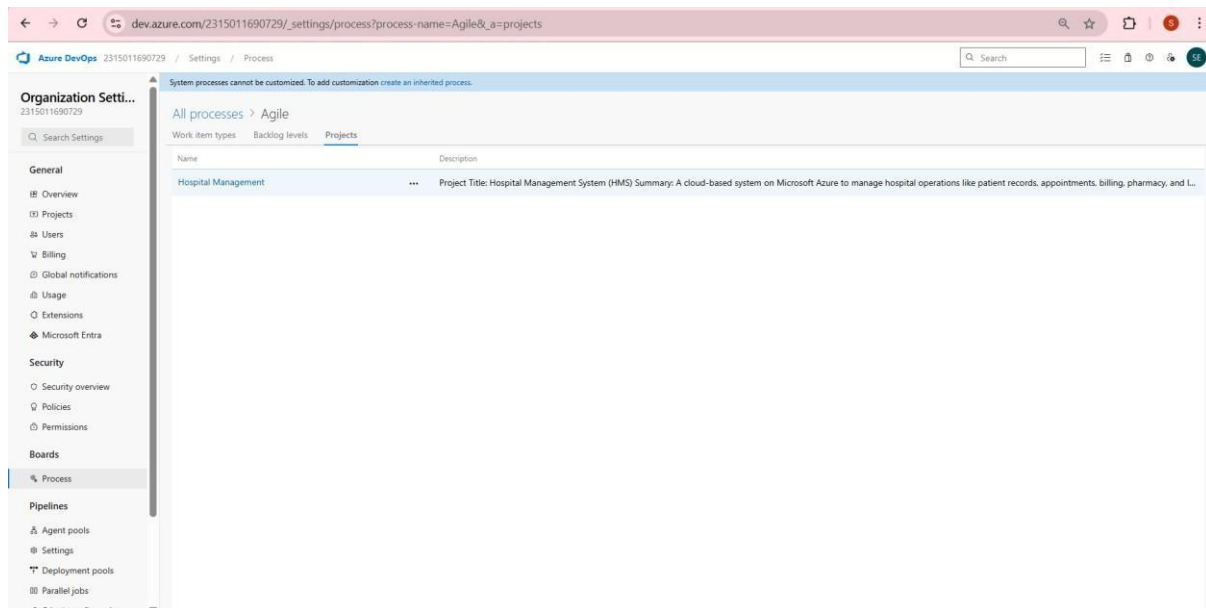 dev.azure.com/2315011690729/_settings/process?process-name=Agile&_a=projects
S
Azure DevOps 2315011690729 / Settings / Process
Search
SE
System processes cannot be customized. To add customization create an inherited process.
Organization Setti...
2315011690729
Search Settings
General
Overview
Projects
Users
Billing
Global notifications
Usage
Extensions
Microsoft Entra
Security
Security overview
Policies
Permissions
Boards
Process
Pipelines
Agent pools
Settings
Deployment pools
Parallel jobs
All processes > Agile
Work item types Backlog levels Projects
Name Description
Hospital Management ... Project Title: Hospital Management System (HMS) Summary: A cloud-based system on Microsoft Azure to manage hospital operations like patient records, appointments, billing, pharmacy, and l...